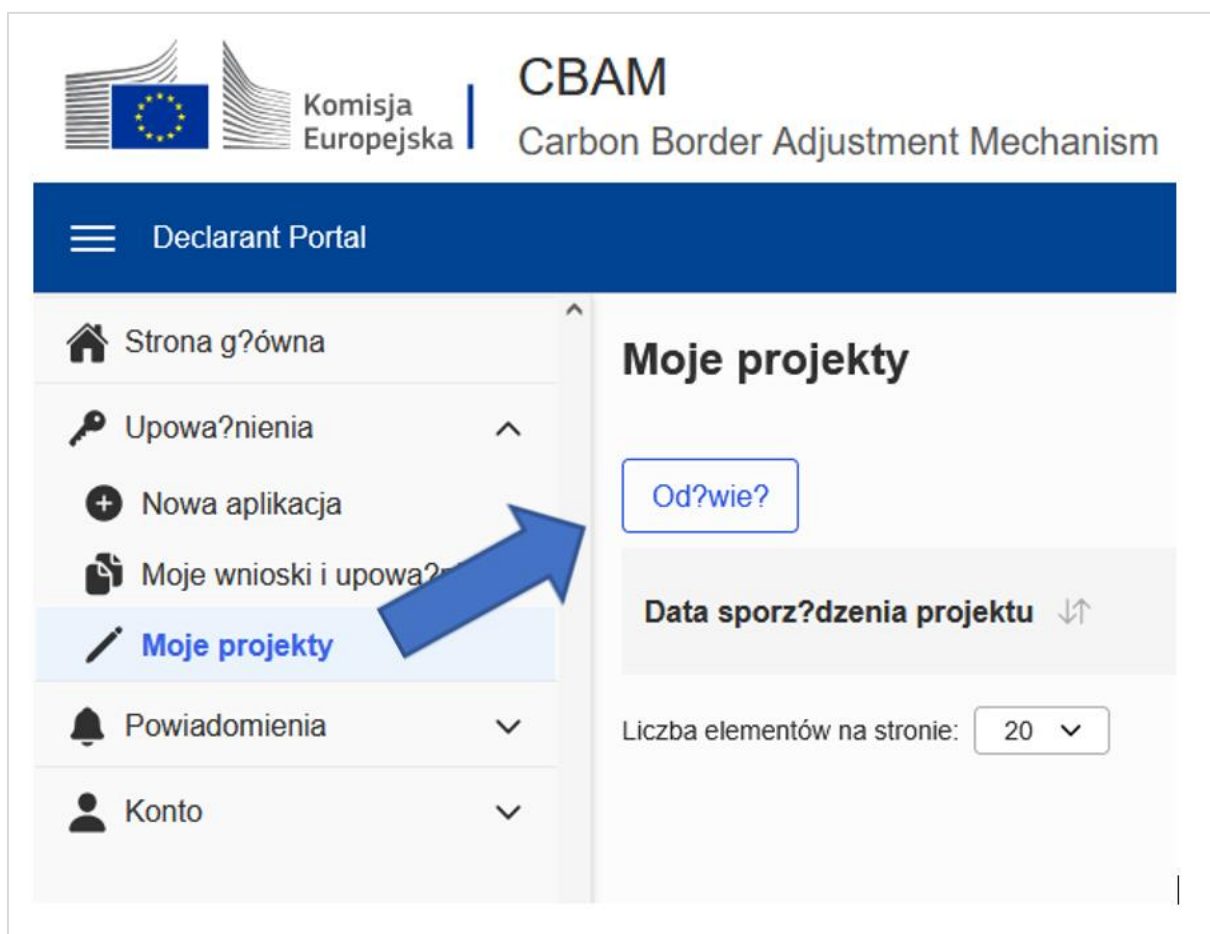 Komisja
Europejska
CBAM
Carbon Border Adjustment Mechanism
Declarant Portal
Strona g?ówna
Upowa?nienia
Nowa aplikacja
Moje wnioski i
Moje projekty
Powiadomienia
Konto
Moje projekty
Od?wie?
Data sporz?dzenia projektu
Liczba elementów na stronie: 20